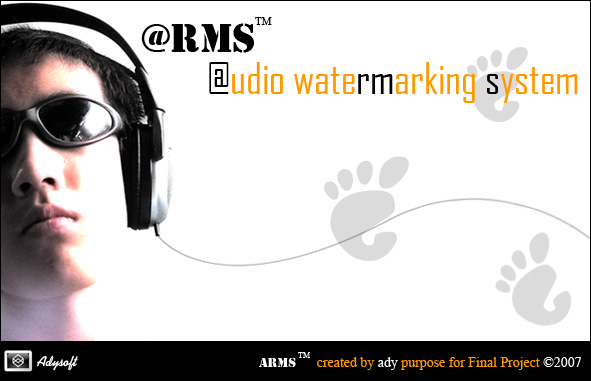 @RMS™
@udio watermarking system
Adysoft
ARMS™ created by ady purpose for Final Project ©2007